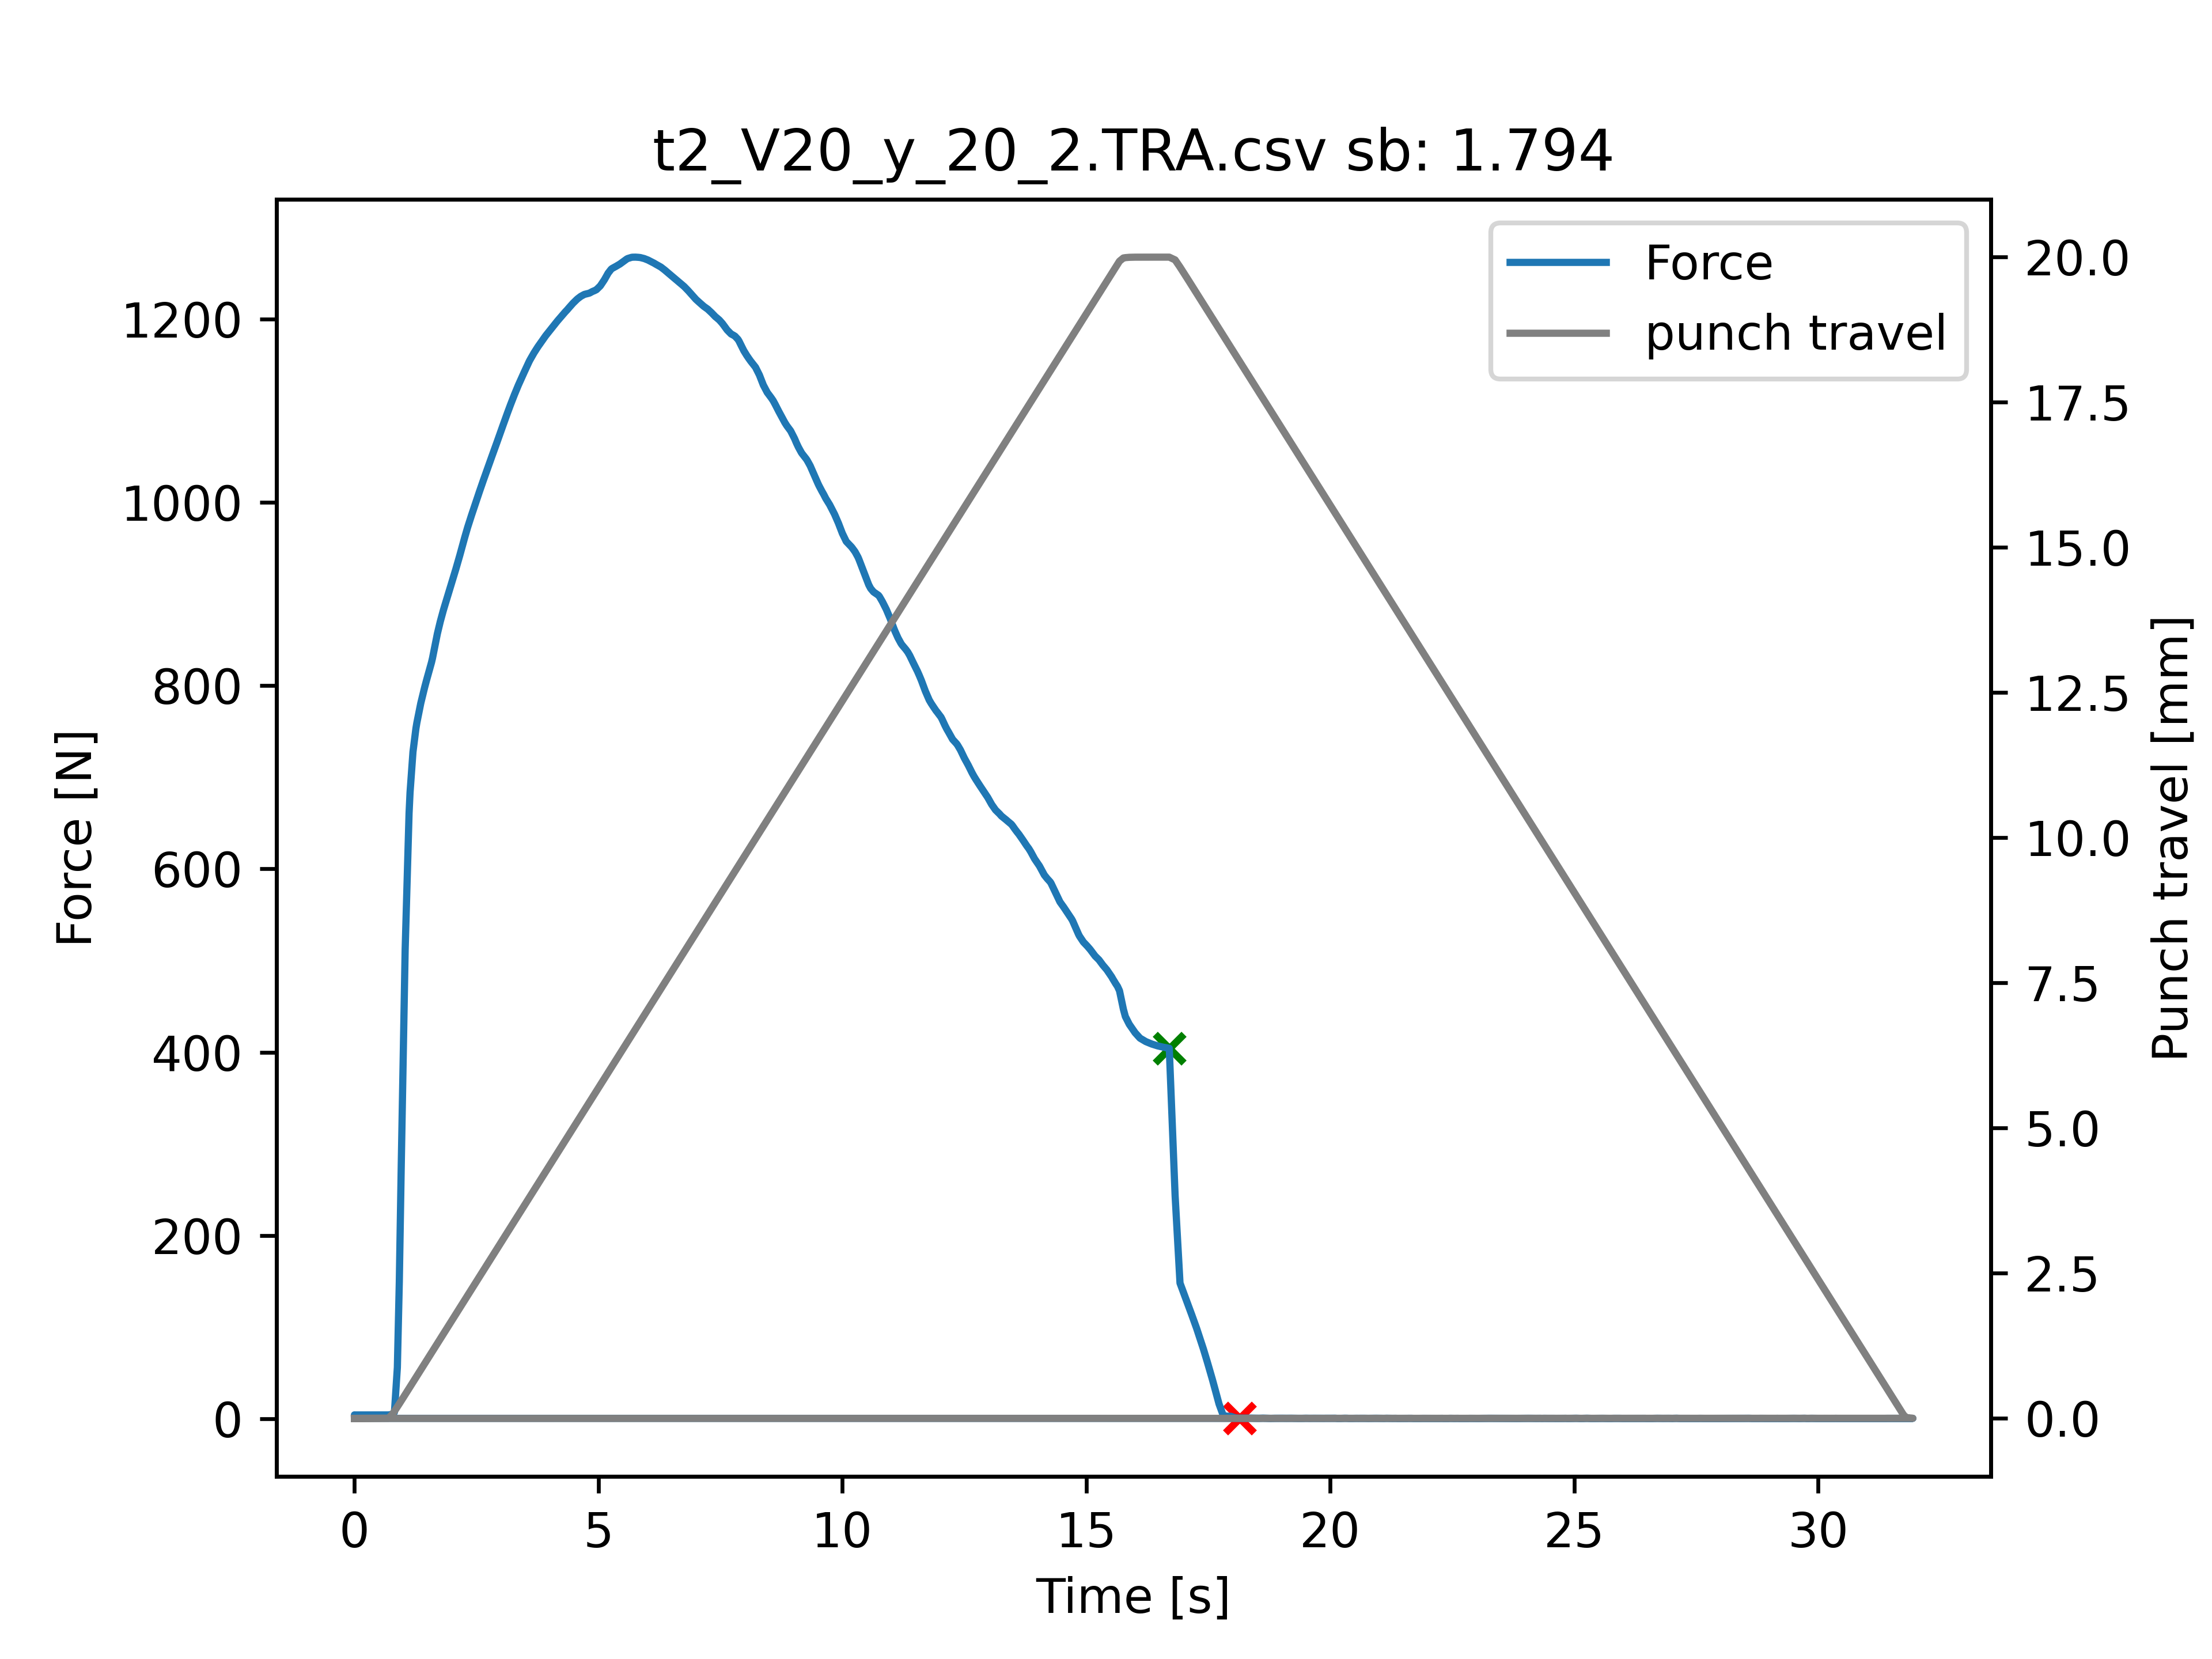 t2_V20_y_20_2.TRA.csv sb: 1.794
Force
punch travel
1200
1000
800
600
400
200
0
Force [N]
20.0
17.5
15.0
12.5
10.0
7.5
5.0
2.5
0.0
Punch travel [mm]
0 5 10 15 20 25 30
Time [s]